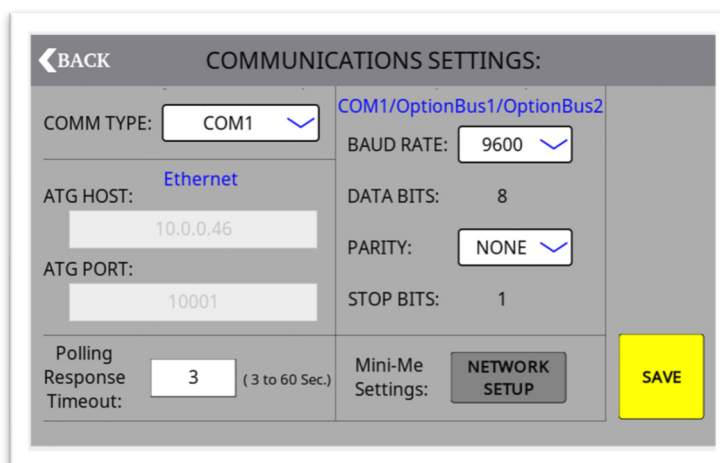 BACK
COMMUNICATIONS SETTINGS:
COMM TYPE:
COM1
Ethernet
ATG HOST:
10.0.0.46
ATG PORT:
10001
COM1/OptionBus1/OptionBus2
BAUD RATE:
9600
DATA BITS:
8
PARITY:
NONE
STOP BITS:
1
Polling
Response
Timeout:
3
( 3 to 60 Sec.)
Mini-Me
Settings:
NETWORK
SETUP
SAVE